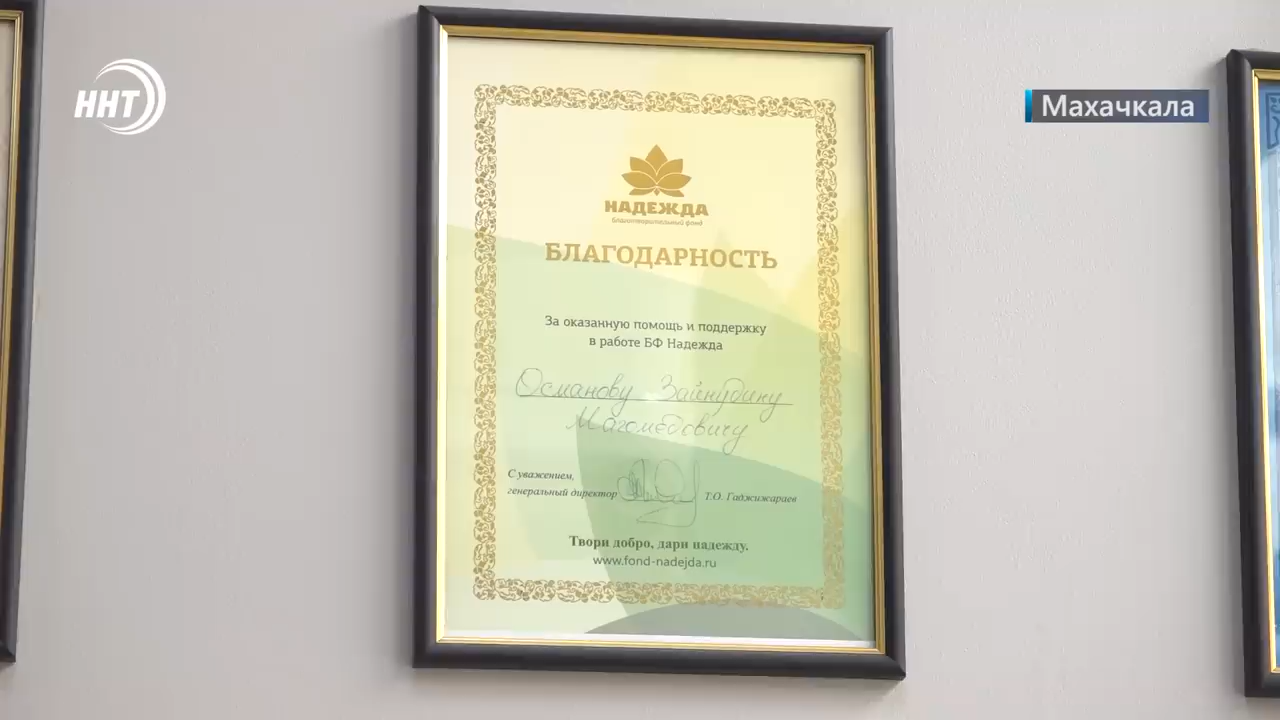 ННТ
Махачкала
НАДЕЖДА
благотворительный фонд
БЛАГОДАРНОСТЬ
За оказанную помощь и поддержку
в работе БФ Надежда
Османову Зайнудину
Магомедовичу
С уважением,
генеральный директор Т.О. Гаджижараев
Твори добро, дари надежду.
www.fond-nadejda.ru